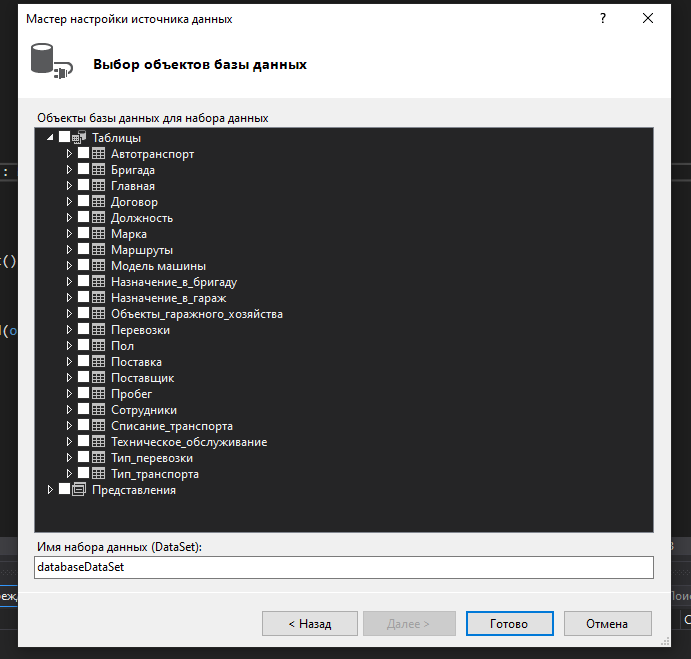 Мастер настройки источника данных
?
Выбор объектов базы данных
Объекты базы данных для набора данных
Таблицы
Автотранспорт
Бригада
Главная
Договор
Должность
Марка
Маршруты
Модель машины
Назначение_в_бригаду
Назначение_в_гараж
Объекты_гаражного_хозяйства
Перевозки
Пол
Поставка
Поставщик
Пробег
Сотрудники
Списание_транспорта
Техническое_обслуживание
Тип_перевозки
Тип_транспорта
Представления
Имя набора данных (DataSet):
databaseDataSet
< Назад
Далее >
Готово
Отмена